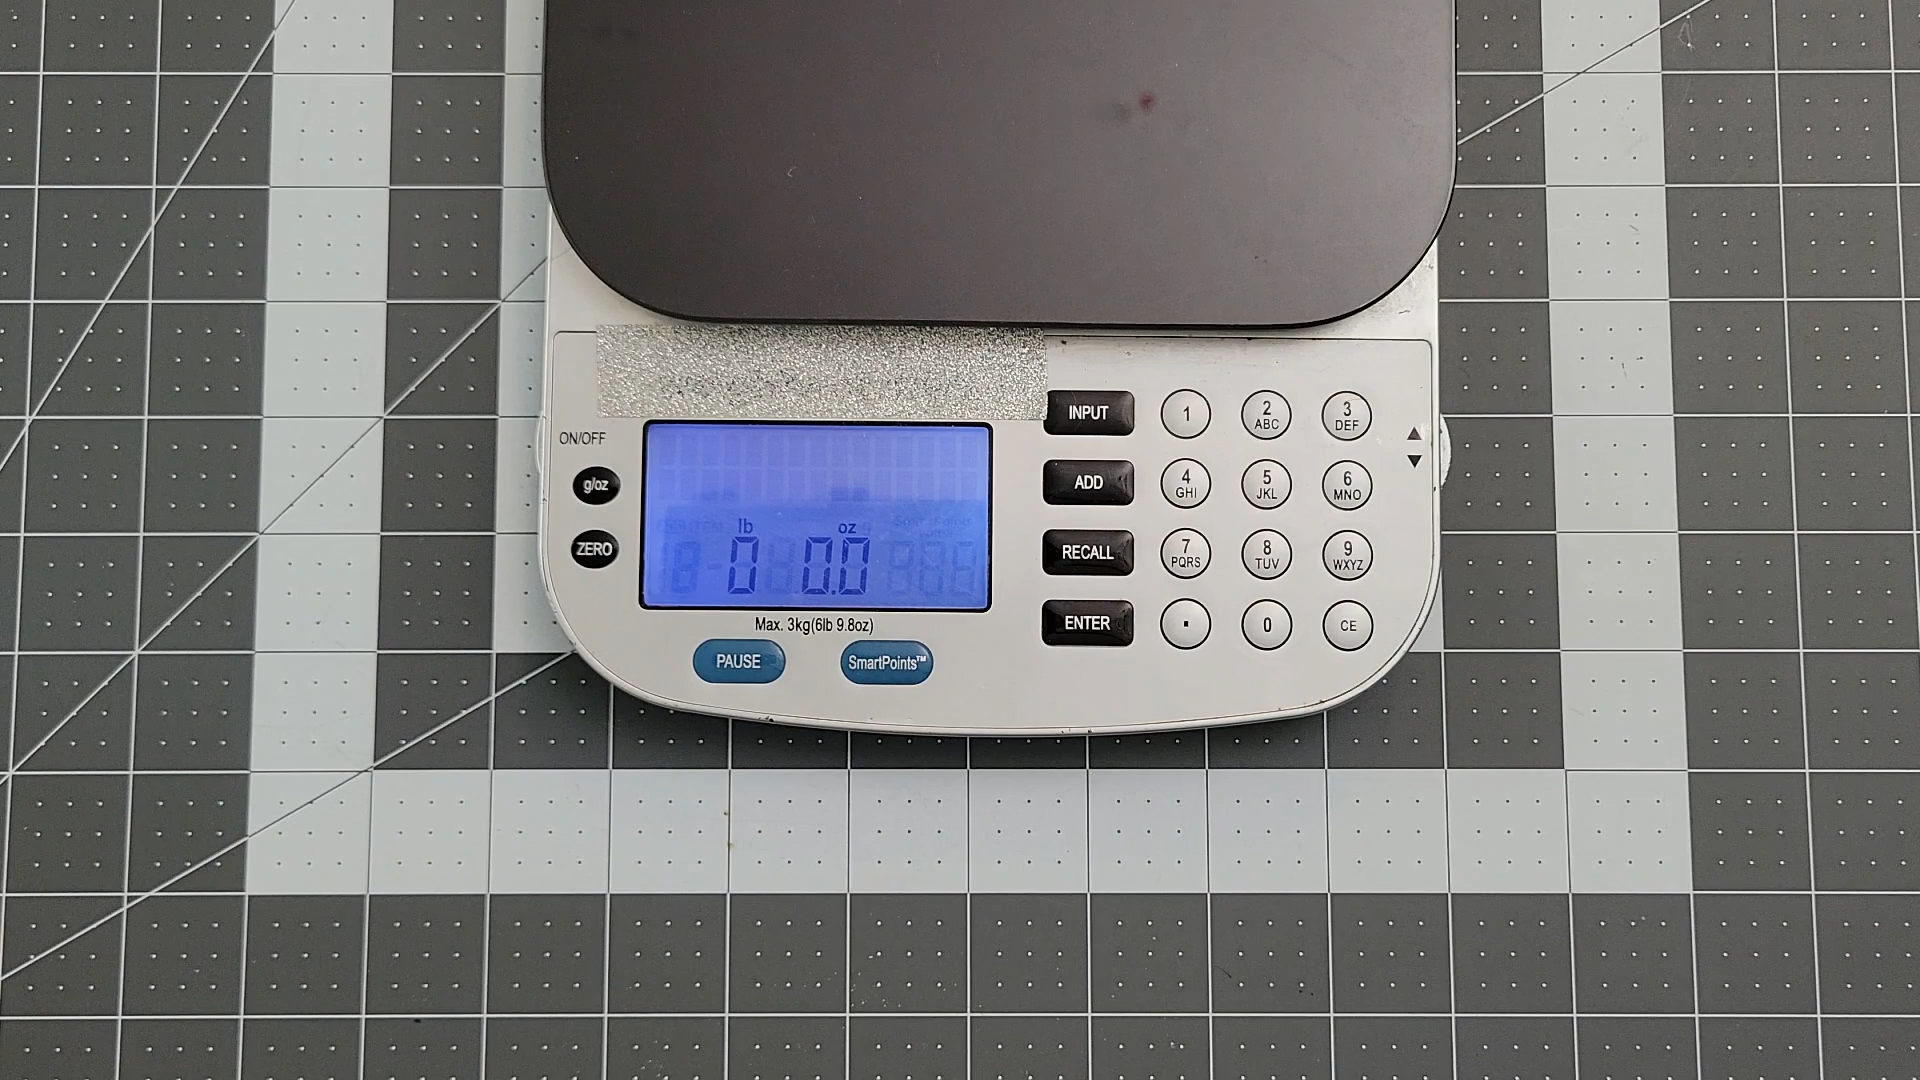 ON/OFF
g/oz
ZERO
lb oz
0 0.0
Max. 3kg(6lb 9.8oz)
PAUSE SmartPoints™
INPUT 1 2 ABC 3 DEF
ADD 4 GHI 5 JKL 6 MNO
RECALL 7 PQRS 8 TUV 9 WXYZ
ENTER . 0 CE